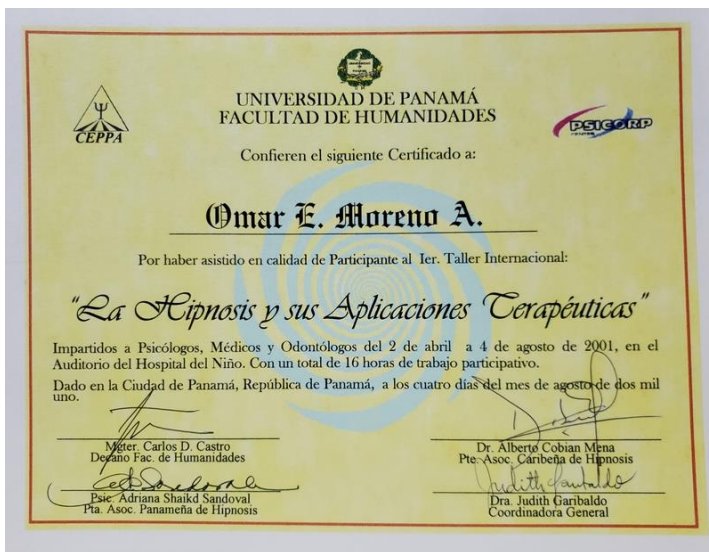 UNIVERSIDAD DE PANAMÁ
FACULTAD DE HUMANIDADES
CEPPA
PSICORP
Confieren el siguiente Certificado a:
Omar E. Moreno A.
Por haber asistido en calidad de Participante al Ier. Taller Internacional:
"La Hipnosis y sus Aplicaciones Terapéuticas"
Impartidos a Psicólogos, Médicos y Odontólogos del 2 de abril a 4 de agosto de 2001, en el
Auditorio del Hospital del Niño. Con un total de 16 horas de trabajo participativo.
Dado en la Ciudad de Panamá, República de Panamá, a los cuatro días del mes de agosto de dos mil
uno.
Mgter. Carlos D. Castro
Decano Fac. de Humanidades
Dr. Alberto Cobian Mena
Pte. Asoc. Caribeña de Hipnosis
Psic. Adriana Shaikd Sandoval
Pta. Asoc. Panameña de Hipnosis
Judith Garibaldo
Dra. Judith Garibaldo
Coordinadora General